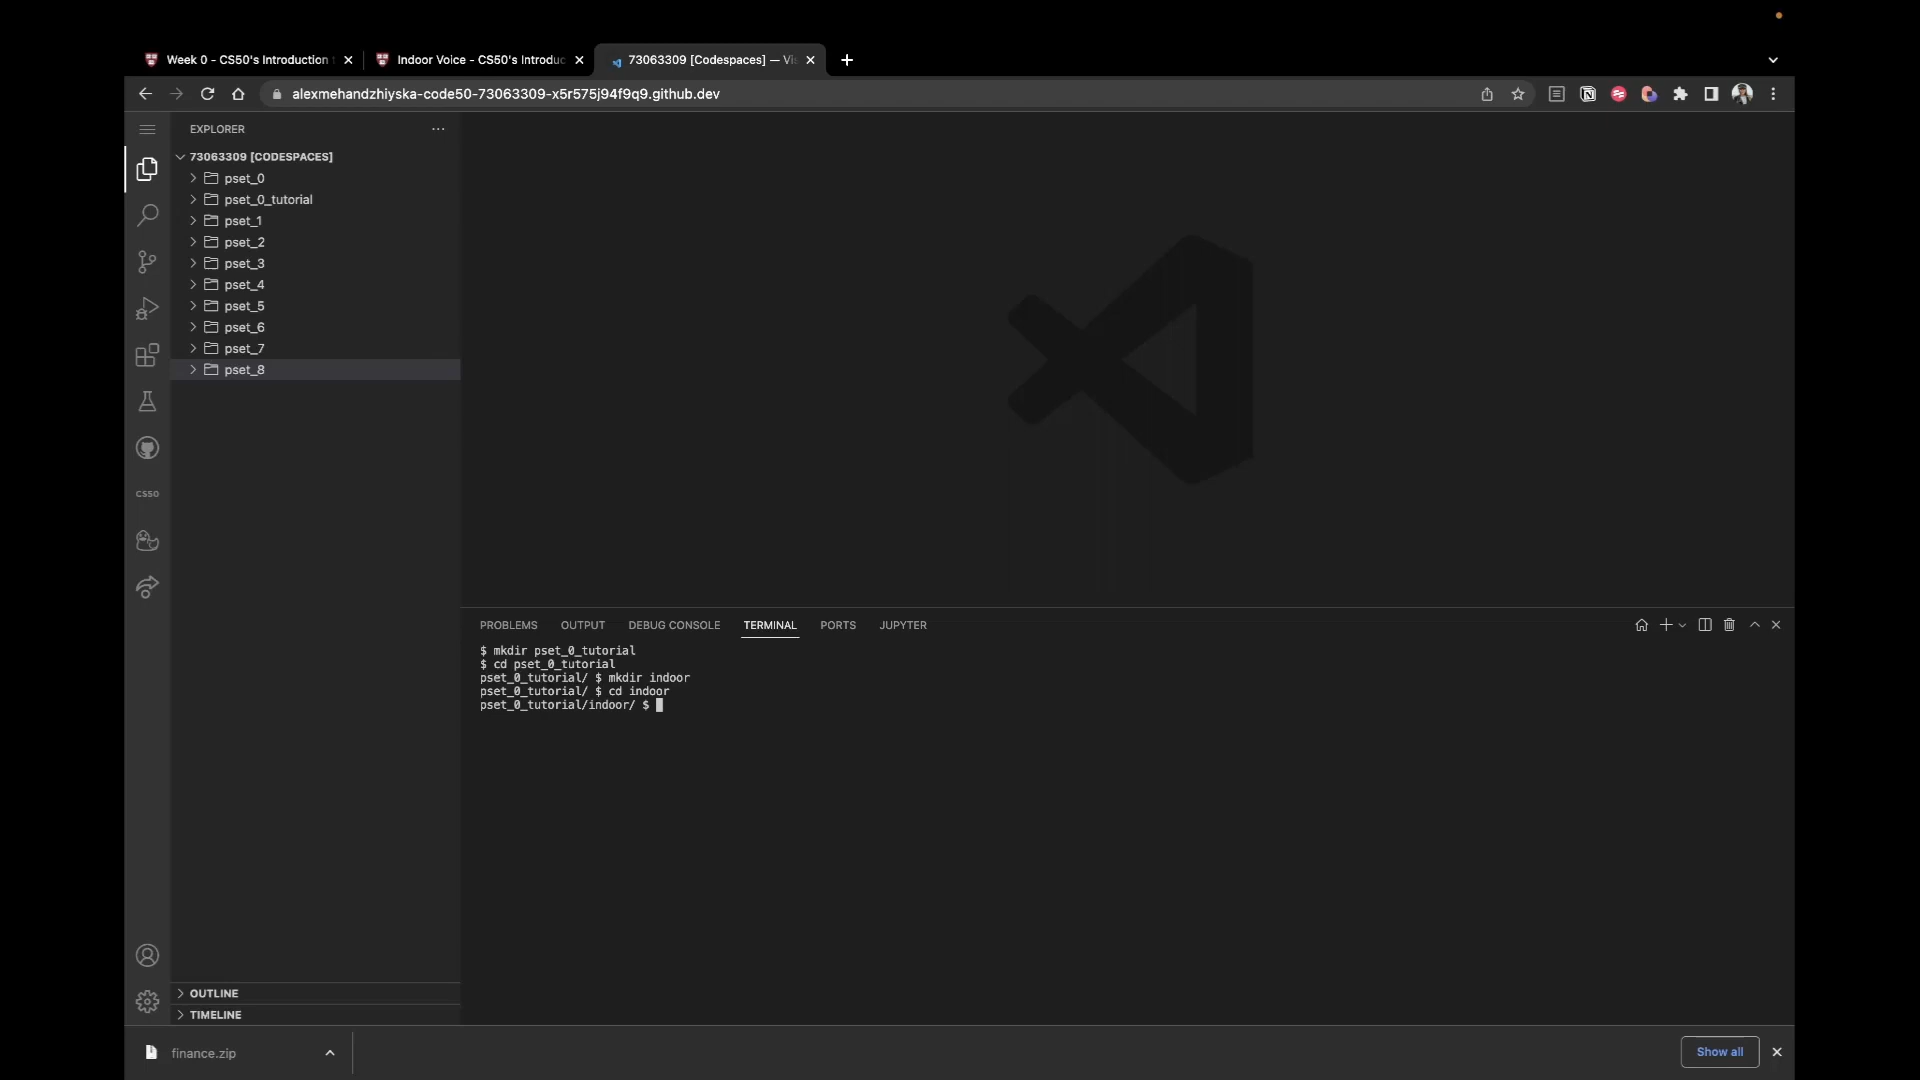 Week 0 - CS50's Introduction
Indoor Voice - CS50's Introduc
73063309 [Codespaces] — Vi
alexmehandzhiyska-code50-73063309-x5r575j94f9q9.github.dev
EXPLORER
73063309 [CODESPACES]
pset_0
pset_0_tutorial
pset_1
pset_2
pset_3
pset_4
pset_5
pset_6
pset_7
pset_8
CS50
PROBLEMS OUTPUT DEBUG CONSOLE TERMINAL PORTS JUPYTER
$ mkdir pset_0_tutorial
$ cd pset_0_tutorial
pset_0_tutorial/ $ mkdir indoor
pset_0_tutorial/ $ cd indoor
pset_0_tutorial/indoor/ $
OUTLINE
TIMELINE
finance.zip
Show all